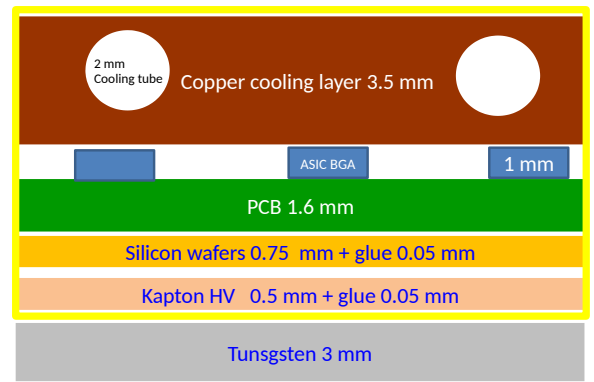 2 mm
Cooling tube
Copper cooling layer 3.5 mm
ASIC BGA
1 mm
PCB 1.6 mm
Silicon wafers 0.75  mm + glue 0.05 mm
Kapton HV   0.5 mm + glue 0.05 mm
Tunsgsten 3 mm